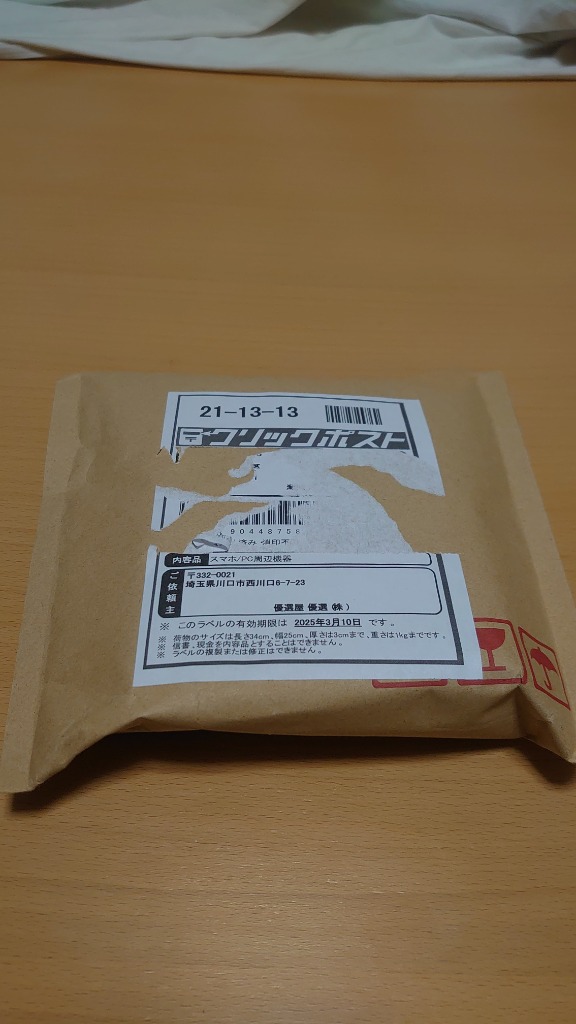 21-13-13
クリックポスト
90448758
内容品 スマホ/PC周辺機器
ご依頼主
〒332-0021
埼玉県川口市西川口6-7-23
優選屋 優選(株)
※ このラベルの有効期限は 2025年3月10日 です。
※ 荷物のサイズは長さ34cm、幅25cm、厚さは3cmまで、重さは1kgまでです。
※ 信書、現金を内容品とすることはできません。
※ ラベルの複製または修正はできません。